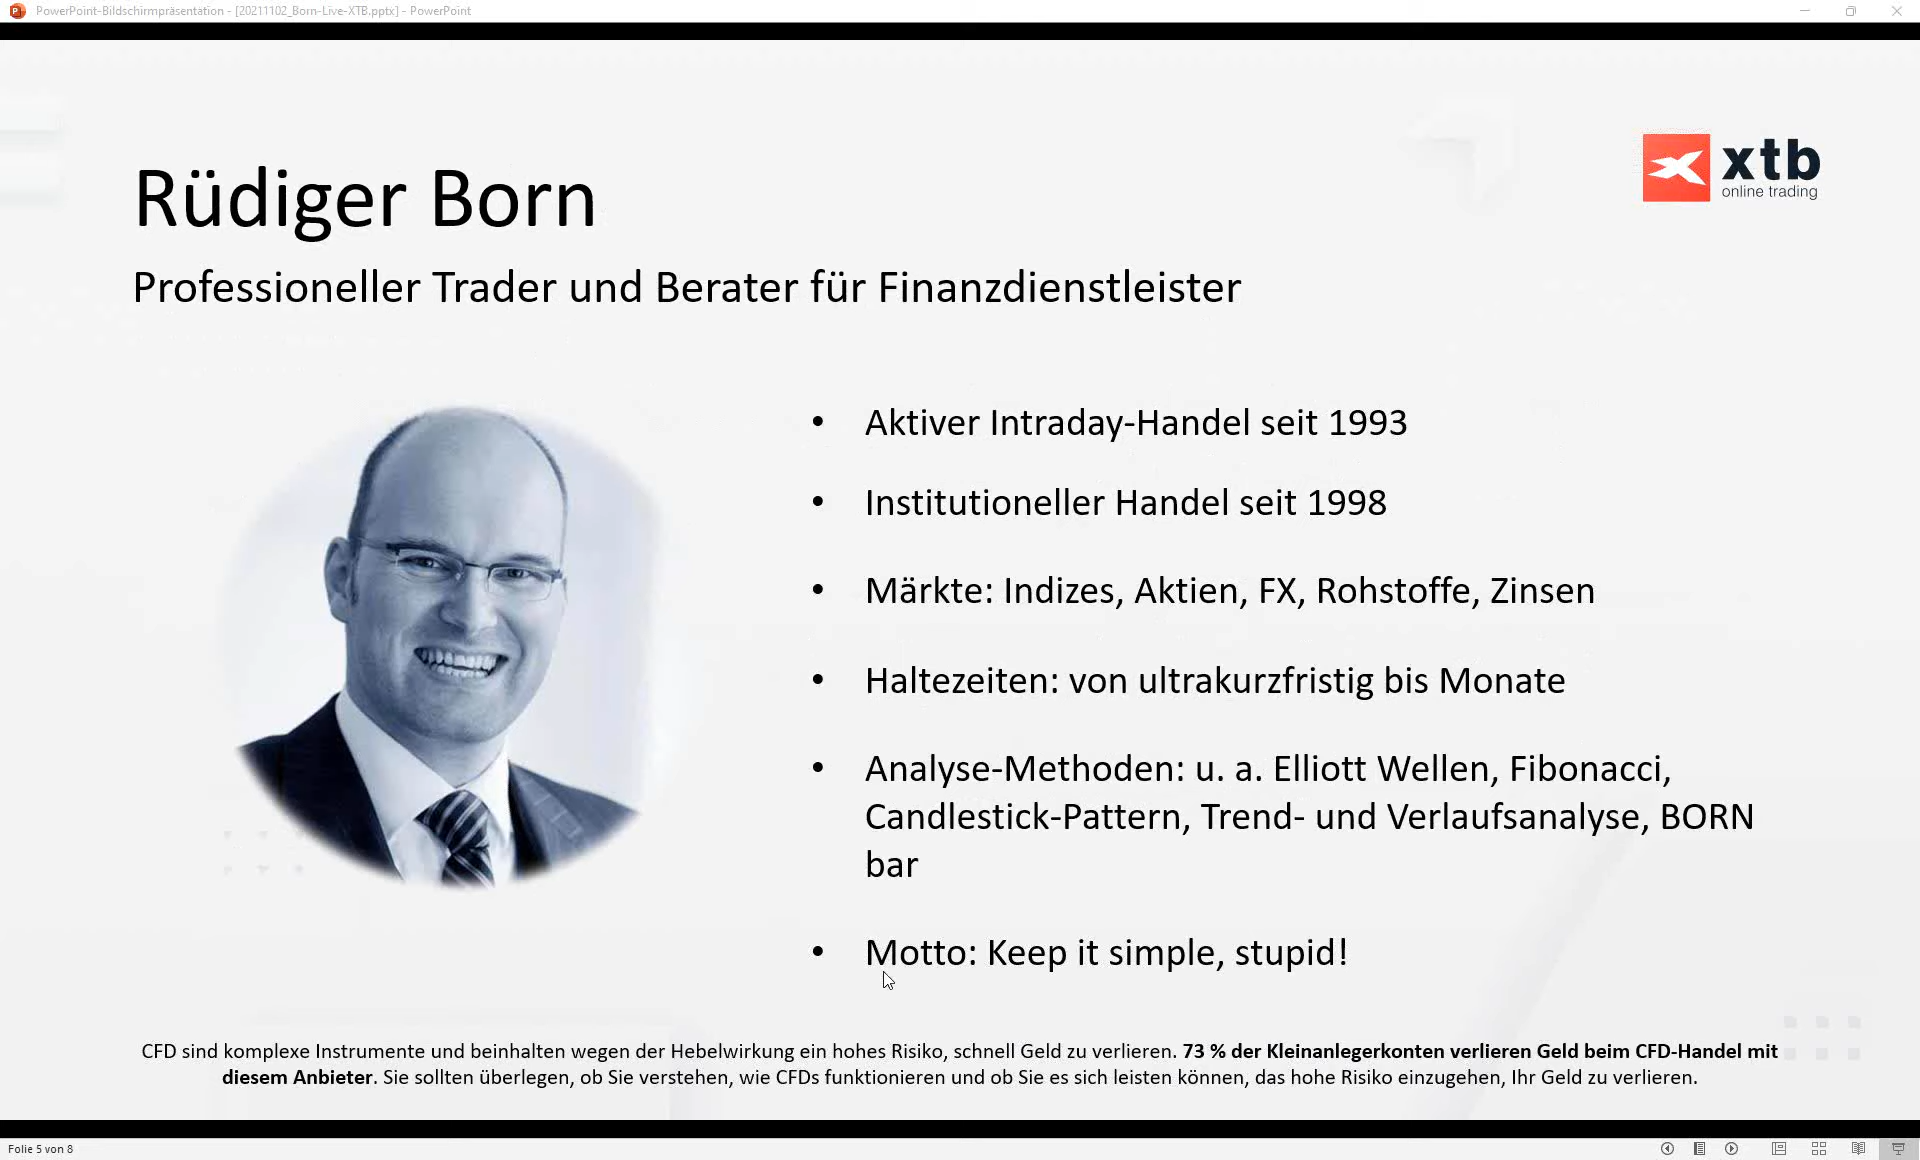 PowerPoint-Bildschirmpräsentation - [20211102_Born-Live-XTB.pptx] - PowerPoint
xtb
online trading
Rüdiger Born
Professioneller Trader und Berater für Finanzdienstleister
• Aktiver Intraday-Handel seit 1993
• Institutioneller Handel seit 1998
• Märkte: Indizes, Aktien, FX, Rohstoffe, Zinsen
• Haltezeiten: von ultrakurzfristig bis Monate
• Analyse-Methoden: u. a. Elliott Wellen, Fibonacci,
Candlestick-Pattern, Trend- und Verlaufsanalyse, BORN
bar
• Motto: Keep it simple, stupid!
CFD sind komplexe Instrumente und beinhalten wegen der Hebelwirkung ein hohes Risiko, schnell Geld zu verlieren. 73 % der Kleinanlegerkonten verlieren Geld beim CFD-Handel mit
diesem Anbieter. Sie sollten überlegen, ob Sie verstehen, wie CFDs funktionieren und ob Sie es sich leisten können, das hohe Risiko einzugehen, Ihr Geld zu verlieren.
Folie 5 von 8